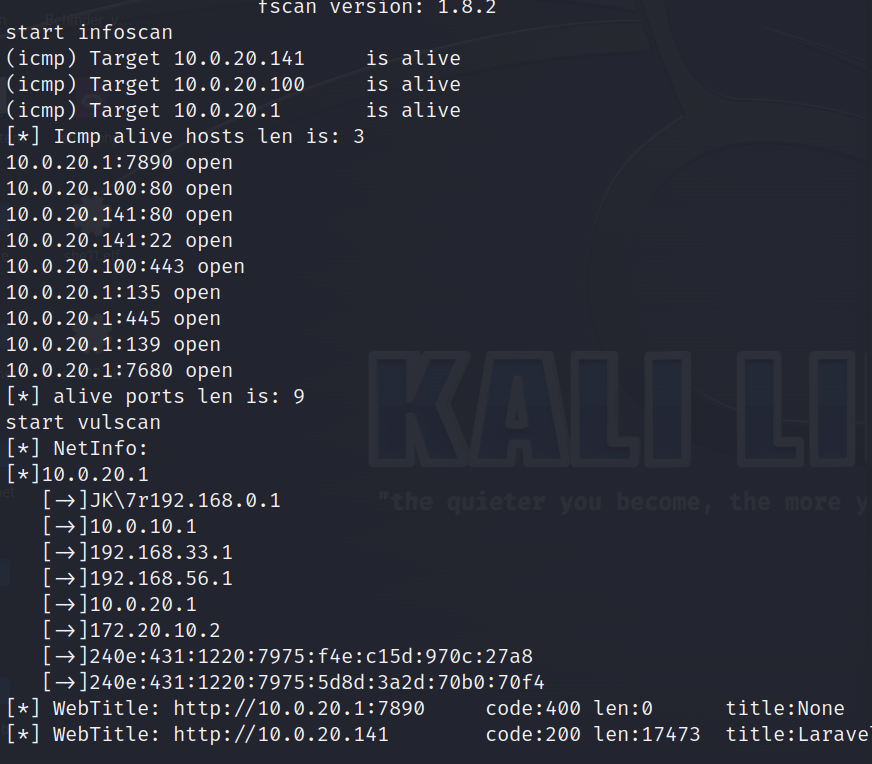 fscan version: 1.8.2
start infoscan
(icmp) Target 10.0.20.141     is alive
(icmp) Target 10.0.20.100     is alive
(icmp) Target 10.0.20.1       is alive
[*] Icmp alive hosts len is: 3
10.0.20.1:7890 open
10.0.20.100:80 open
10.0.20.141:80 open
10.0.20.141:22 open
10.0.20.100:443 open
10.0.20.1:135 open
10.0.20.1:445 open
10.0.20.1:139 open
10.0.20.1:7680 open
[*] alive ports len is: 9
start vulscan
[*] NetInfo:
[*]10.0.20.1
   [→]JK\7r192.168.0.1
   [→]10.0.10.1
   [→]192.168.33.1
   [→]192.168.56.1
   [→]10.0.20.1
   [→]172.20.10.2
   [→]240e:431:1220:7975:f4e:c15d:970c:27a8
   [→]240e:431:1220:7975:5d8d:3a2d:70b0:70f4
[*] WebTitle: http://10.0.20.1:7890     code:400 len:0      title:None
[*] WebTitle: http://10.0.20.141        code:200 len:17473  title:Laravel
KALI LI
"the quieter you become, the more y